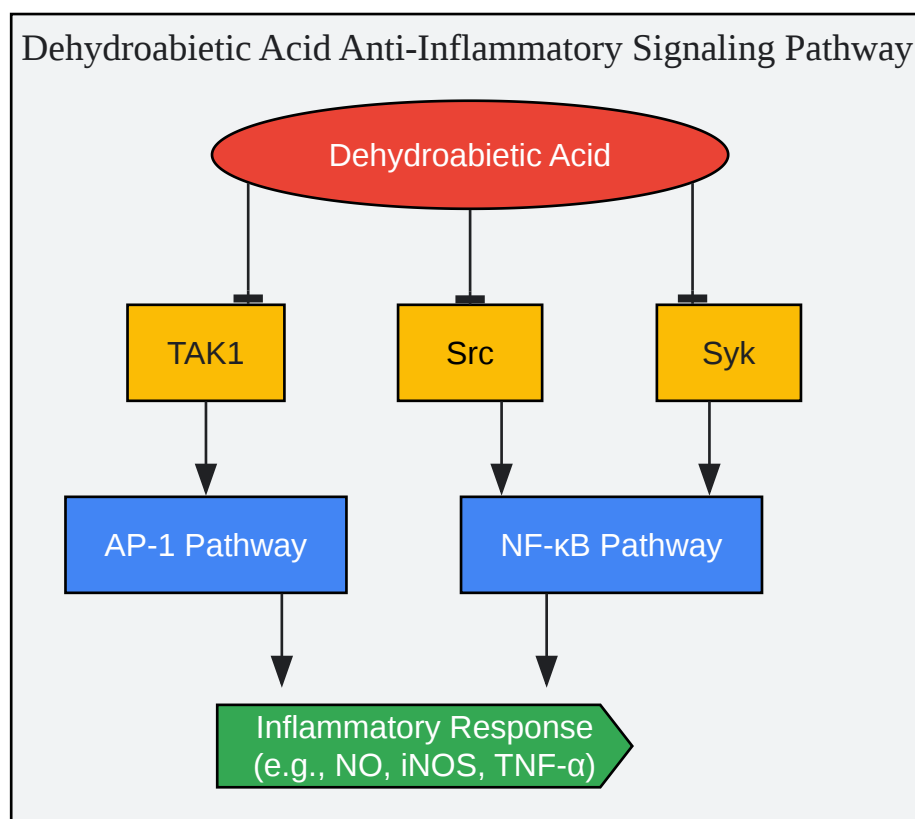 Dehydroabietic Acid Anti-Inflammatory Signaling Pathway
Dehydroabietic Acid
TAK1
Src
Syk
AP-1 Pathway
NF-κB Pathway
Inflammatory Response
(e.g., NO, iNOS, TNF-α)